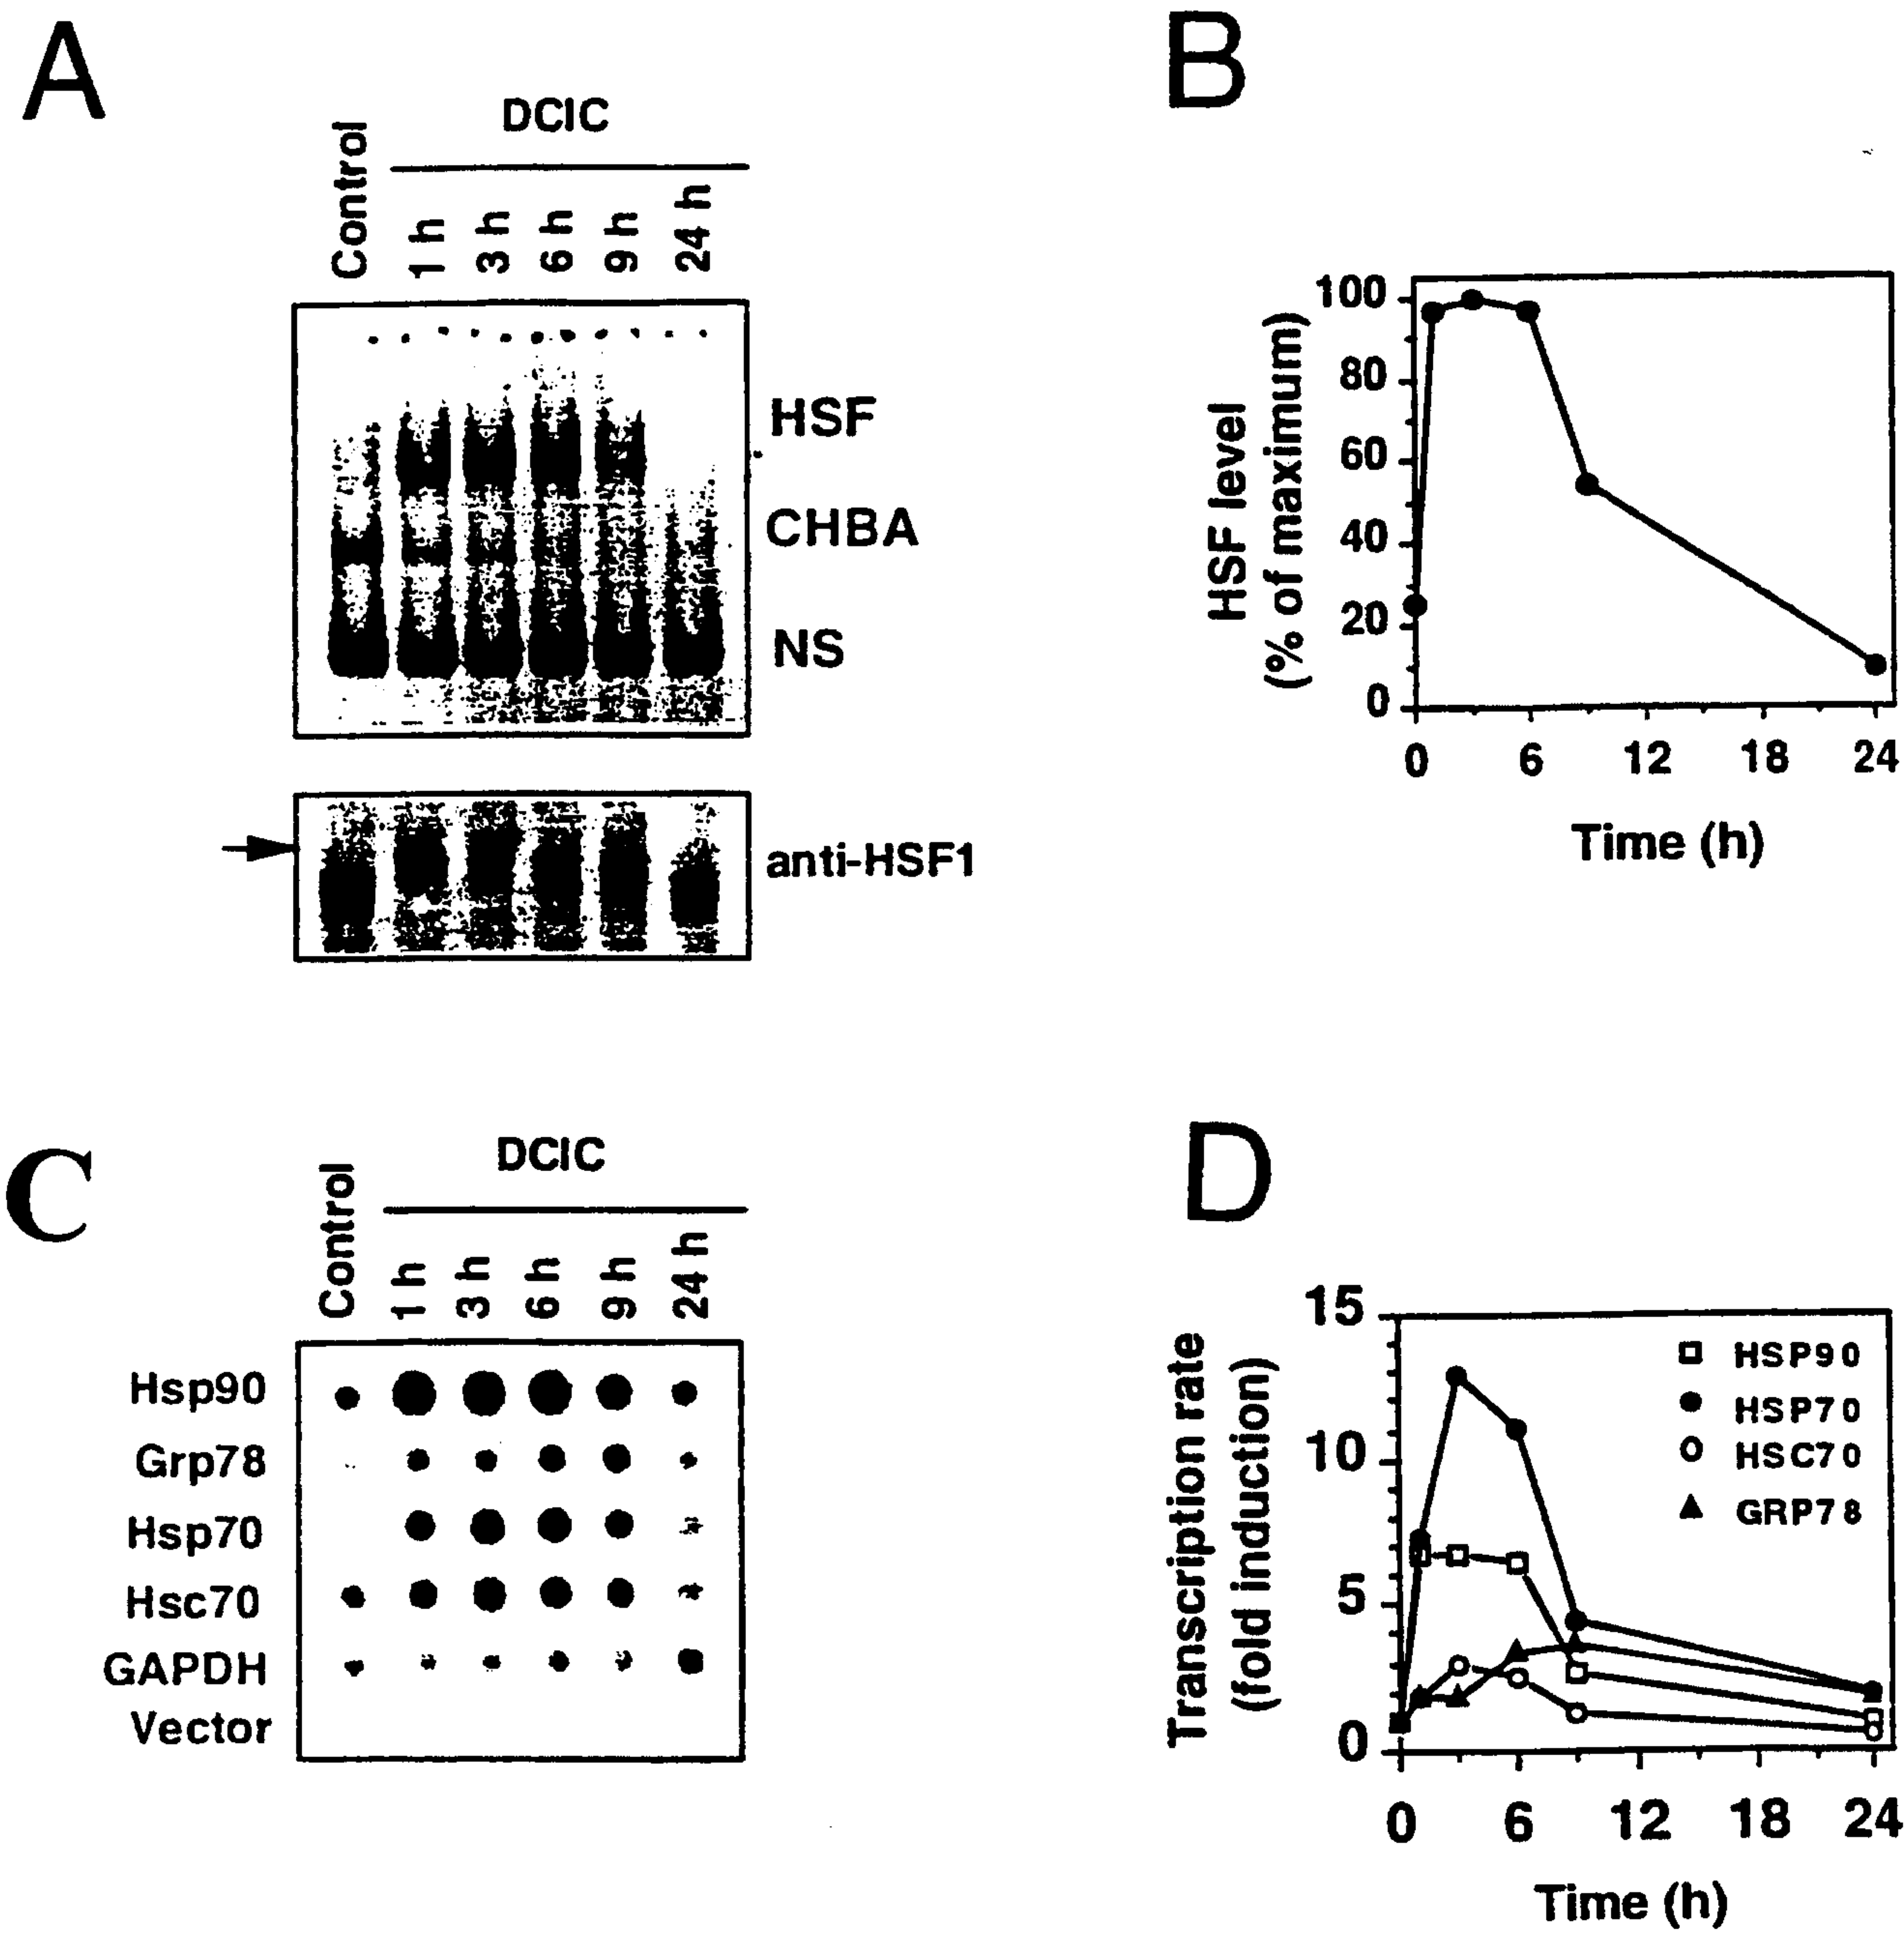 A
DCIC
Control
1 h
3 h
6 h
9 h
24 h
HSF
CHBA
NS
anti-HSF1
B
HSF level
(% of maximum)
100
80
60
40
20
0
0 6 12 18 24
Time (h)
C
DCIC
Control
1 h
3 h
6 h
9 h
24 h
Hsp90
Grp78
Hsp70
Hsc70
GAPDH
Vector
D
Transcription rate
(fold induction)
15
10
5
0
HSP90
HSP70
HSC70
GRP78
0 6 12 18 24
Time (h)